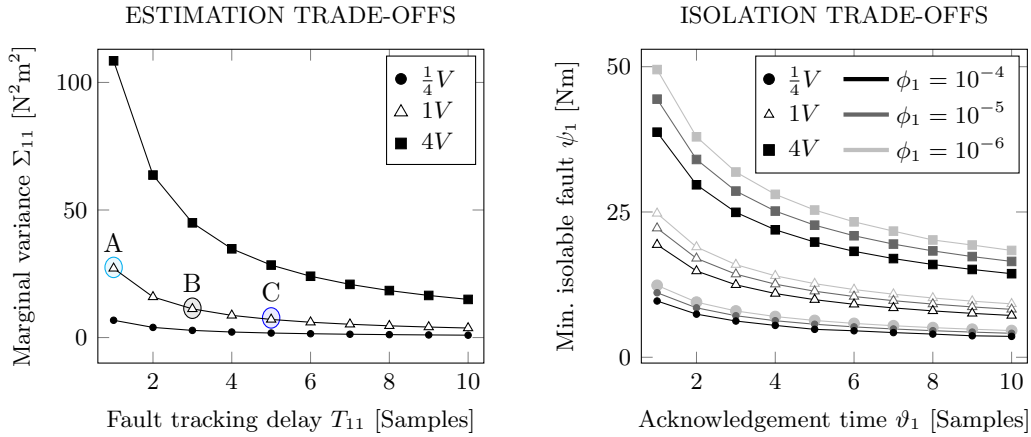 ESTIMATION TRADE-OFFS
Marginal variance Σ₁₁ [N²m²]
100
50
0
2 4 6 8 10
Fault tracking delay T₁₁ [Samples]
¼V
1V
4V
A
B
C
ISOLATION TRADE-OFFS
Min. isolable fault ψ₁ [Nm]
50
25
0
2 4 6 8 10
Acknowledgement time ϑ₁ [Samples]
¼V ϕ₁ = 10⁻⁴
1V ϕ₁ = 10⁻⁵
4V ϕ₁ = 10⁻⁶